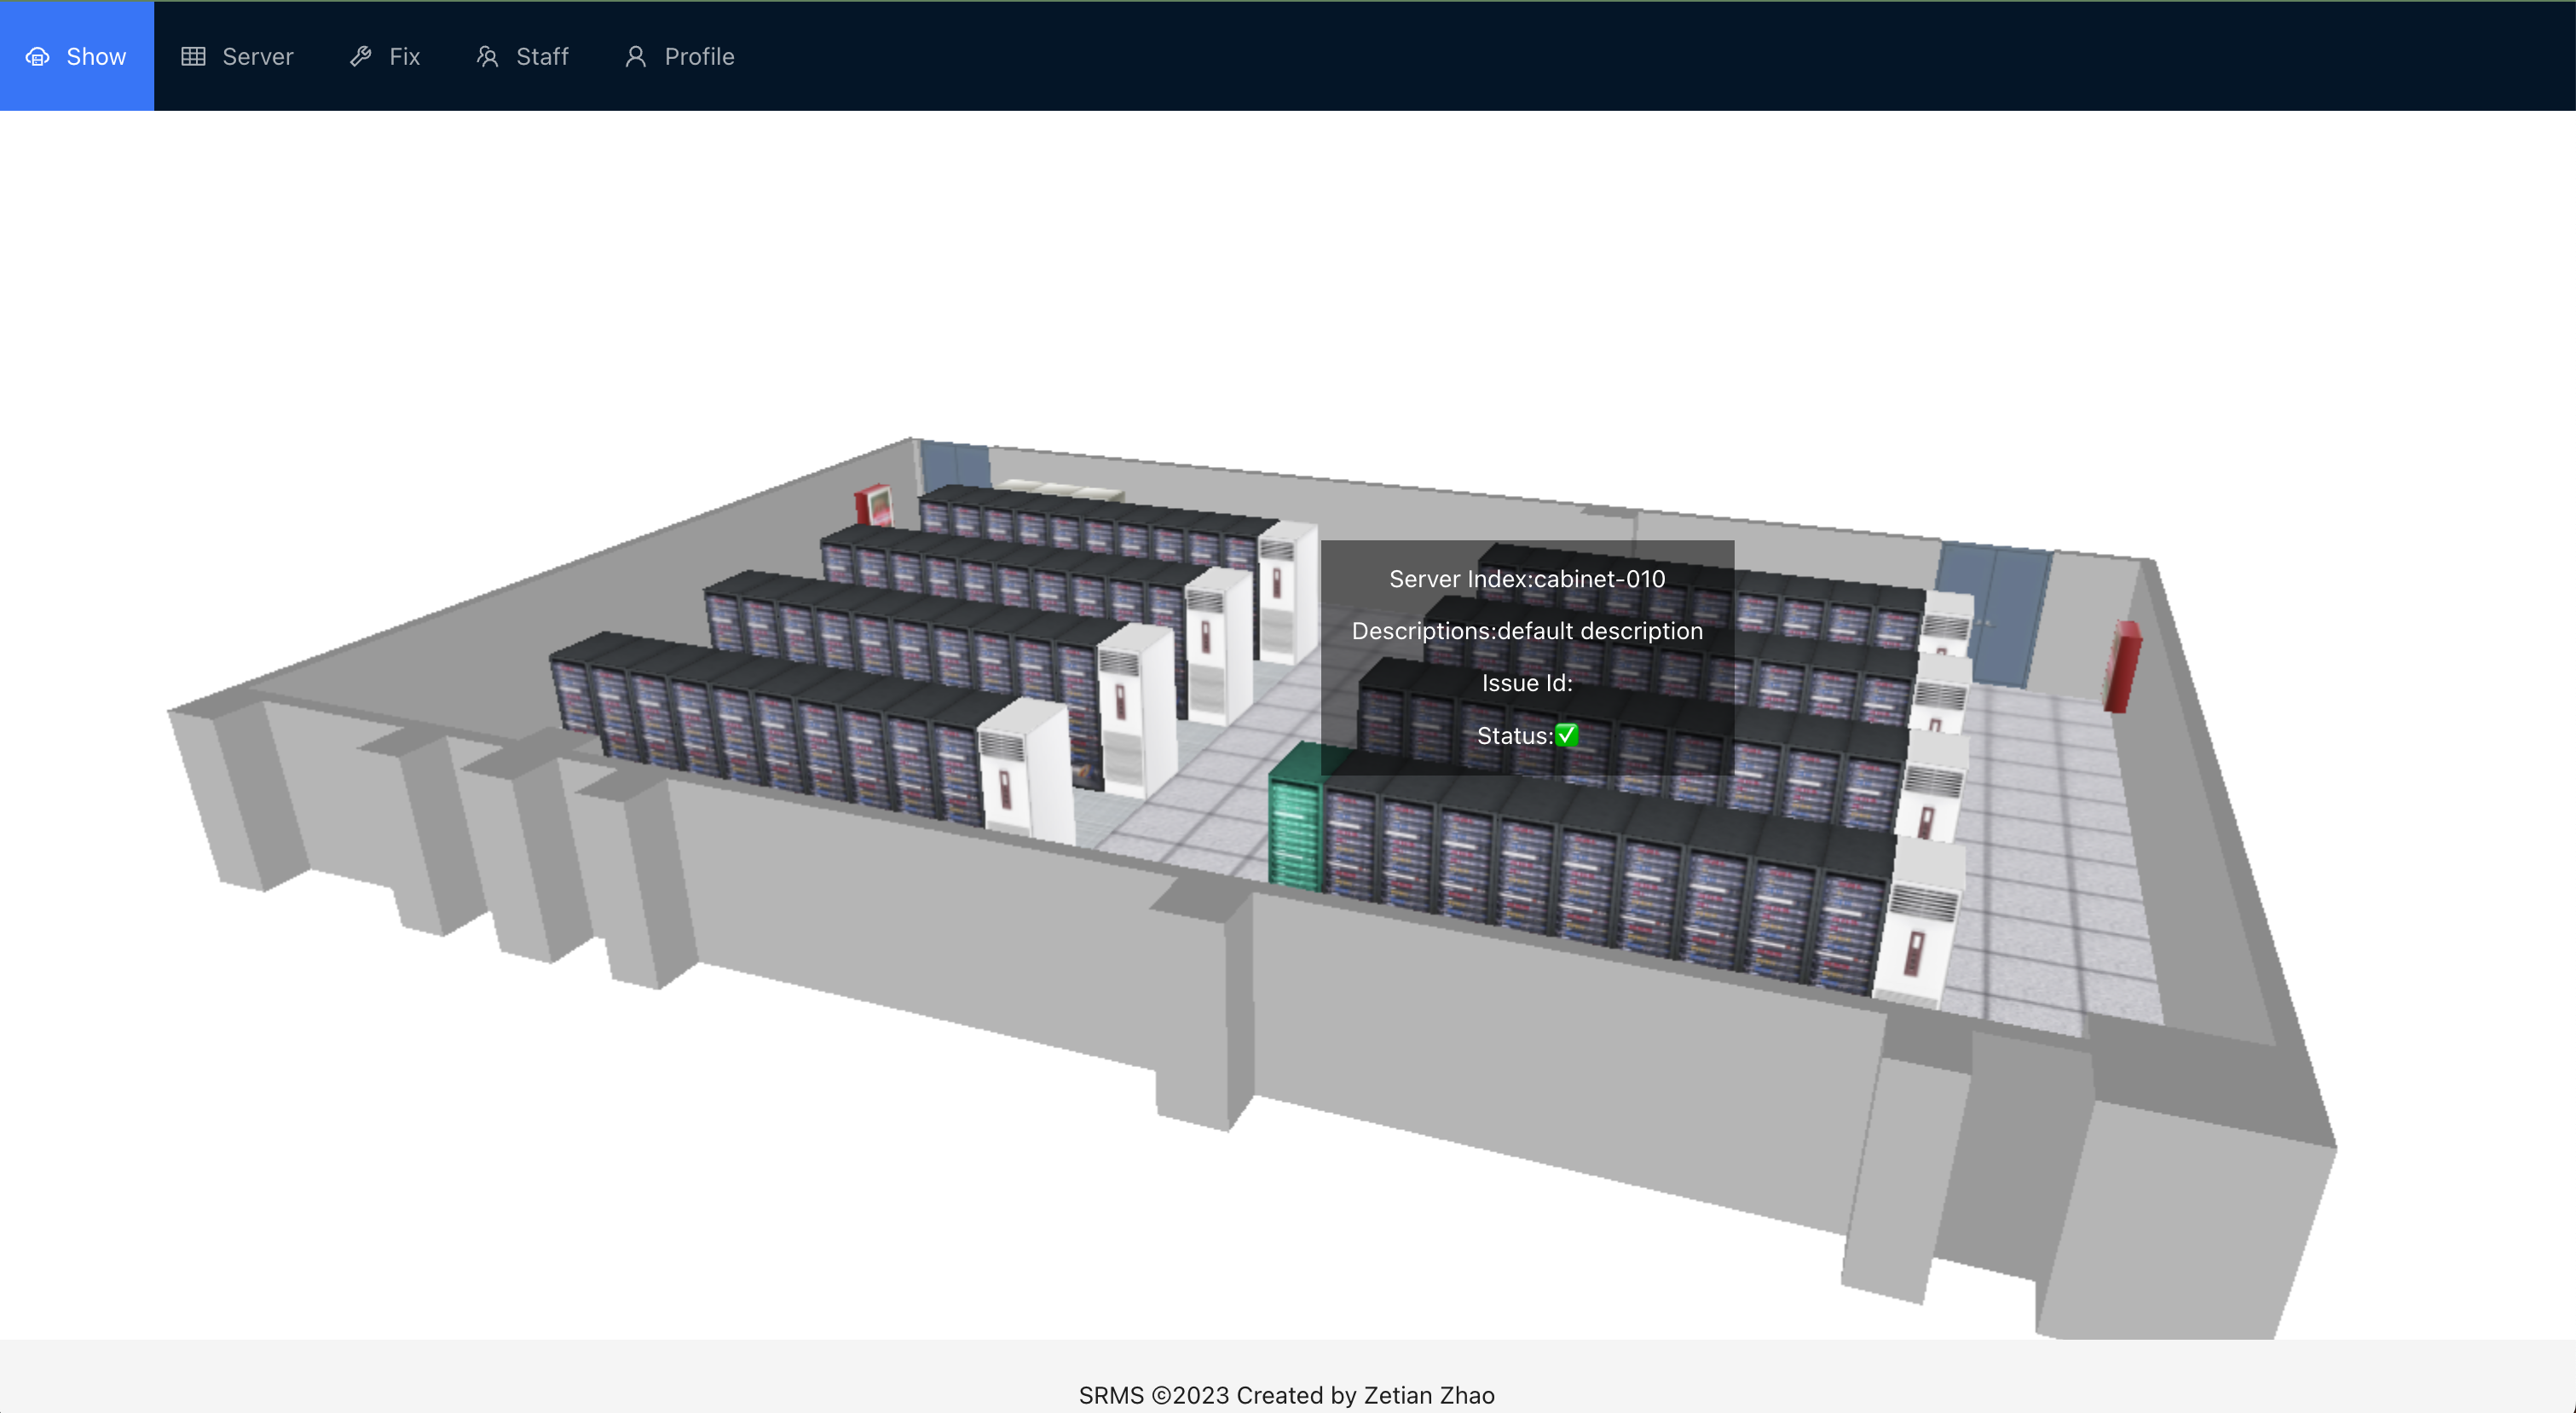 Show
Server
Fix
Staff
Profile
Server Index:cabinet-010
Descriptions:default description
Issue Id:
Status:✅
SRMS ©2023 Created by Zetian Zhao